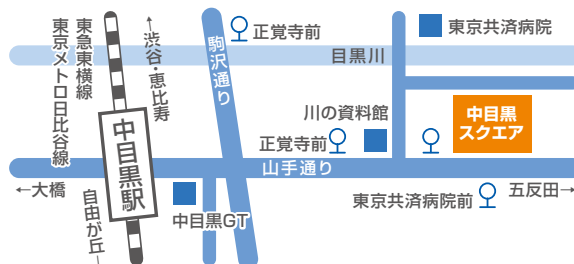 東急東横線
東京メトロ日比谷線
←渋谷・恵比寿
中目黒駅
自由が丘→
←大橋
駒沢通り
正覚寺前
東京共済病院
目黒川
川の資料館
正覚寺前
中目黒
スクエア
山手通り
中目黒GT
東京共済病院前
五反田→